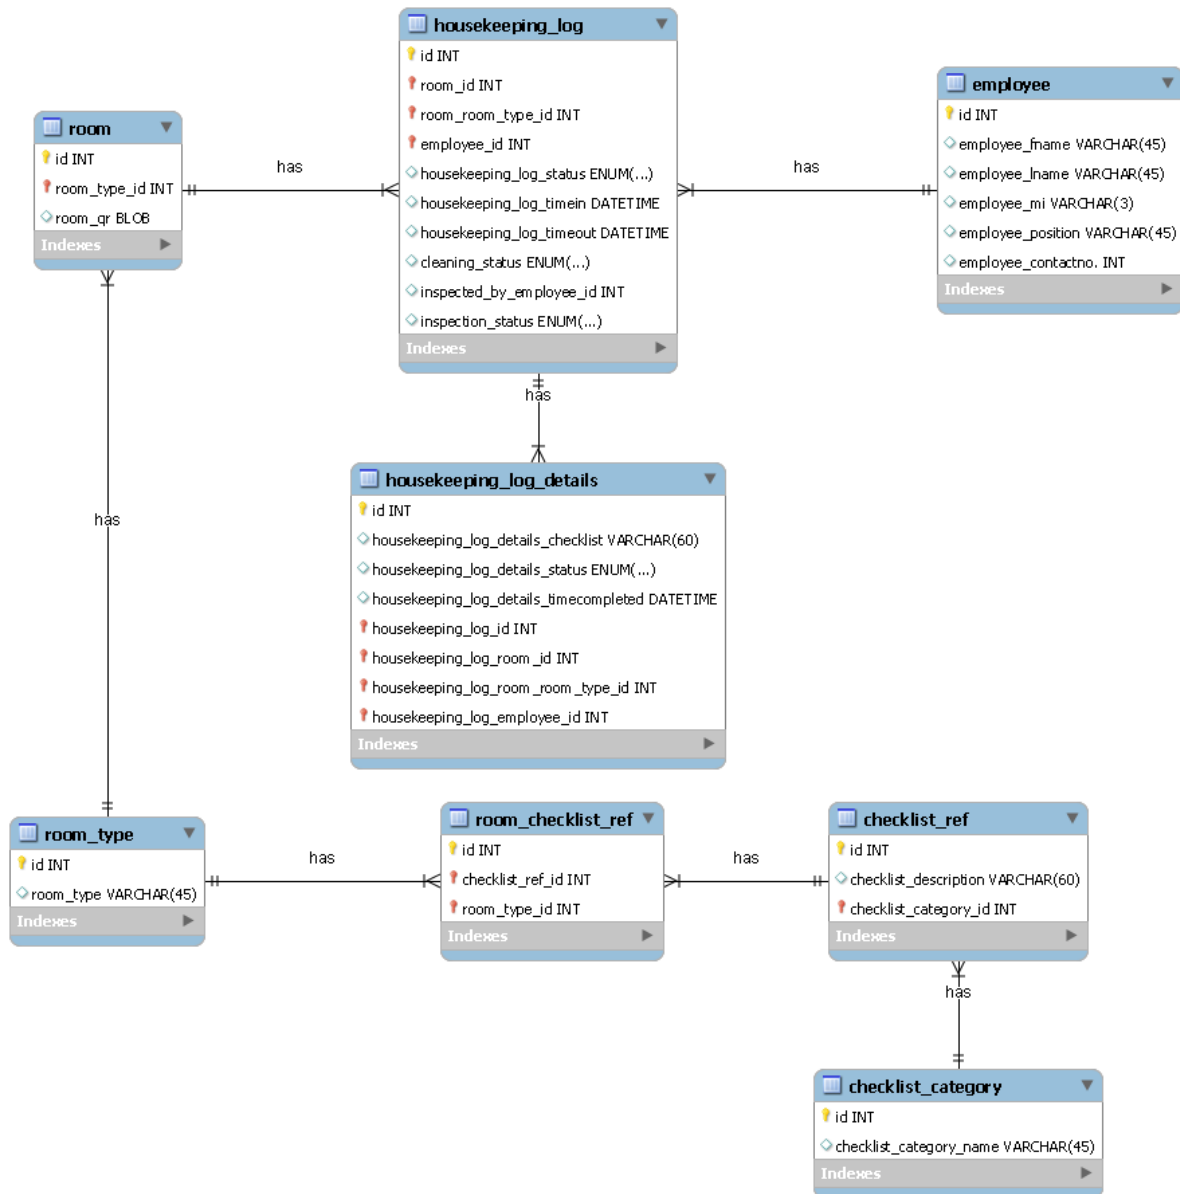 housekeeping_log
id INT
room_id INT
room_room_type_id INT
employee_id INT
housekeeping_log_status ENUM(...)
housekeeping_log_timein DATETIME
housekeeping_log_timeout DATETIME
cleaning_status ENUM(...)
inspected_by_employee_id INT
inspection_status ENUM(...)
Indexes
employee
id INT
employee_fname VARCHAR(45)
employee_lname VARCHAR(45)
employee_mi VARCHAR(3)
employee_position VARCHAR(45)
employee_contactno. INT
Indexes
room
id INT
room_type_id INT
room_qr BLOB
Indexes
has
has
has
has
housekeeping_log_details
id INT
housekeeping_log_details_checklist VARCHAR(60)
housekeeping_log_details_status ENUM(...)
housekeeping_log_details_timecompleted DATETIME
housekeeping_log_id INT
housekeeping_log_room_id INT
housekeeping_log_room_room_type_id INT
housekeeping_log_employee_id INT
Indexes
room_type
id INT
room_type VARCHAR(45)
Indexes
has
room_checklist_ref
id INT
checklist_ref_id INT
room_type_id INT
Indexes
has
checklist_ref
id INT
checklist_description VARCHAR(60)
checklist_category_id INT
Indexes
has
checklist_category
id INT
checklist_category_name VARCHAR(45)
Indexes